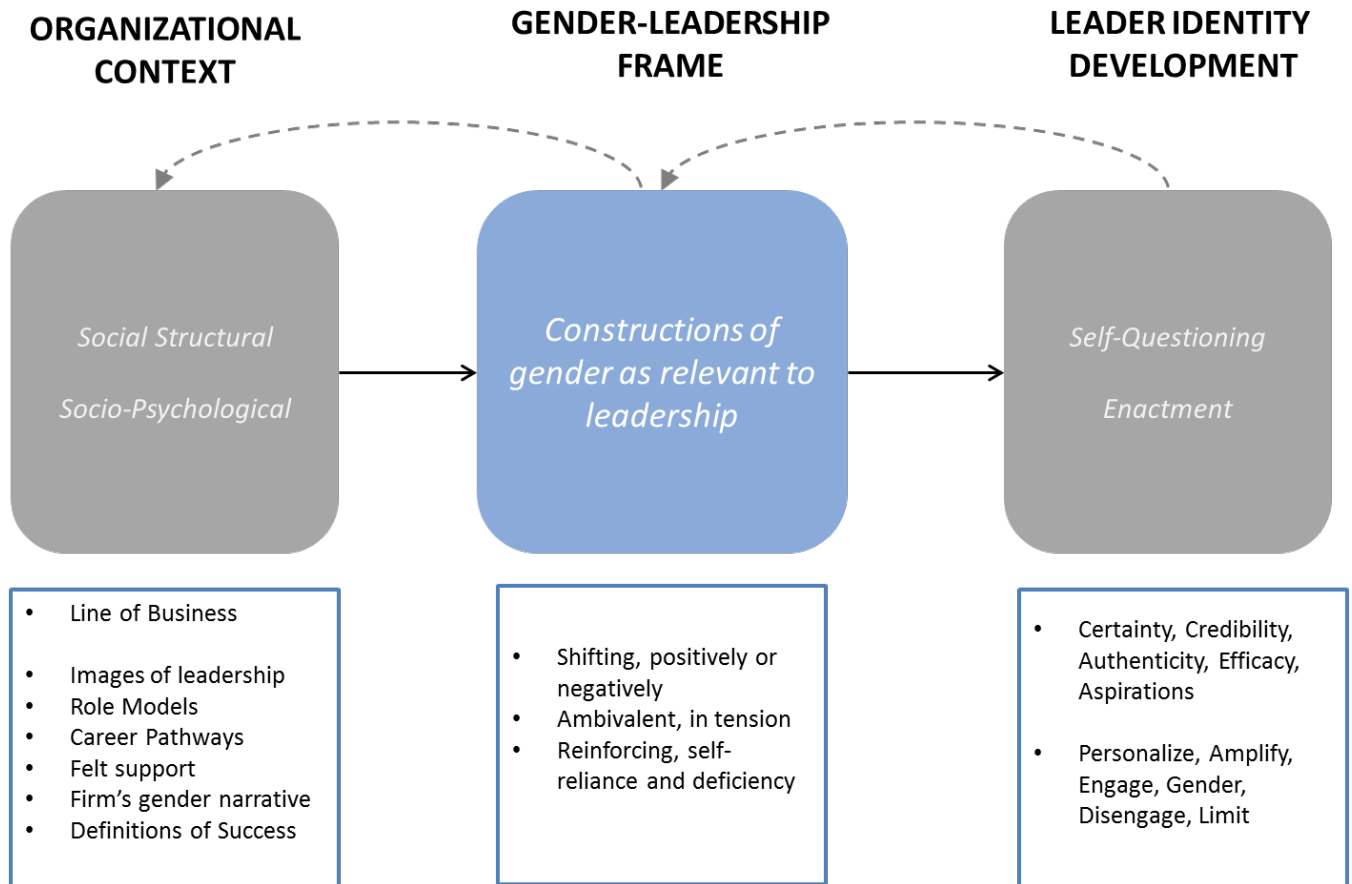 ORGANIZATIONAL
CONTEXT
GENDER-LEADERSHIP
FRAME
LEADER IDENTITY
DEVELOPMENT
Social Structural
Socio-Psychological
Constructions of
gender as relevant to
leadership
Self-Questioning
Enactment
• Line of Business
• Images of leadership
• Role Models
• Career Pathways
• Felt support
• Firm's gender narrative
• Definitions of Success
• Shifting, positively or
negatively
• Ambivalent, in tension
• Reinforcing, self-
reliance and deficiency
• Certainty, Credibility,
Authenticity, Efficacy,
Aspirations
• Personalize, Amplify,
Engage, Gender,
Disengage, Limit